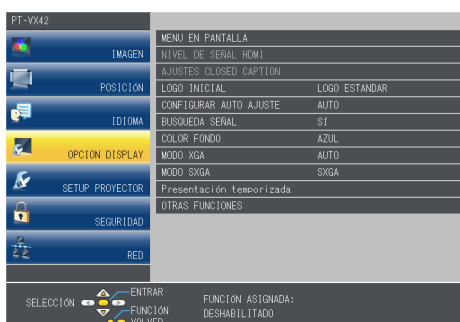 PT-VX42
IMAGEN
POSICIÓN
IDIOMA
OPCION DISPLAY
SETUP PROYECTOR
SEGURIDAD
RED
MENU EN PANTALLA
NIVEL DE SEÑAL HDMI
AJUSTES CLOSED CAPTION
LOGO INICIAL LOGO ESTANDAR
CONFIGURAR AUTO AJUSTE AUTO
BUSQUEDA SEÑAL SÍ
COLOR FONDO AZUL
MODO XGA AUTO
MODO SXGA SXGA
Presentación temporizada
OTRAS FUNCIONES
SELECCIÓN
ENTRAR
FUNCIÓN
VOLVER
FUNCIÓN ASIGNADA:
DESHABILITADO